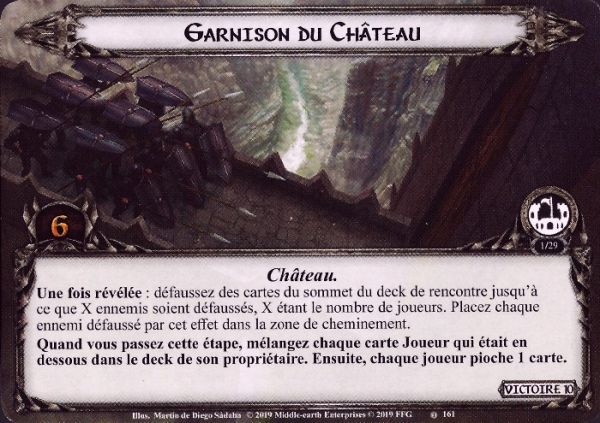 Garnison du Château
6
1/29
Château.
Une fois révélée : défaussez des cartes du sommet du deck de rencontre jusqu'à
ce que X ennemis soient défaussés, X étant le nombre de joueurs. Placez chaque
ennemi défaussé par cet effet dans la zone de cheminement.
Quand vous passez cette étape, mélangez chaque carte Joueur qui était en
dessous dans le deck de son propriétaire. Ensuite, chaque joueur pioche 1 carte.
VICTOIRE 10
Illus. Martin de Diego Sádaba © 2019 Middle-earth Enterprises © 2019 FFG 161